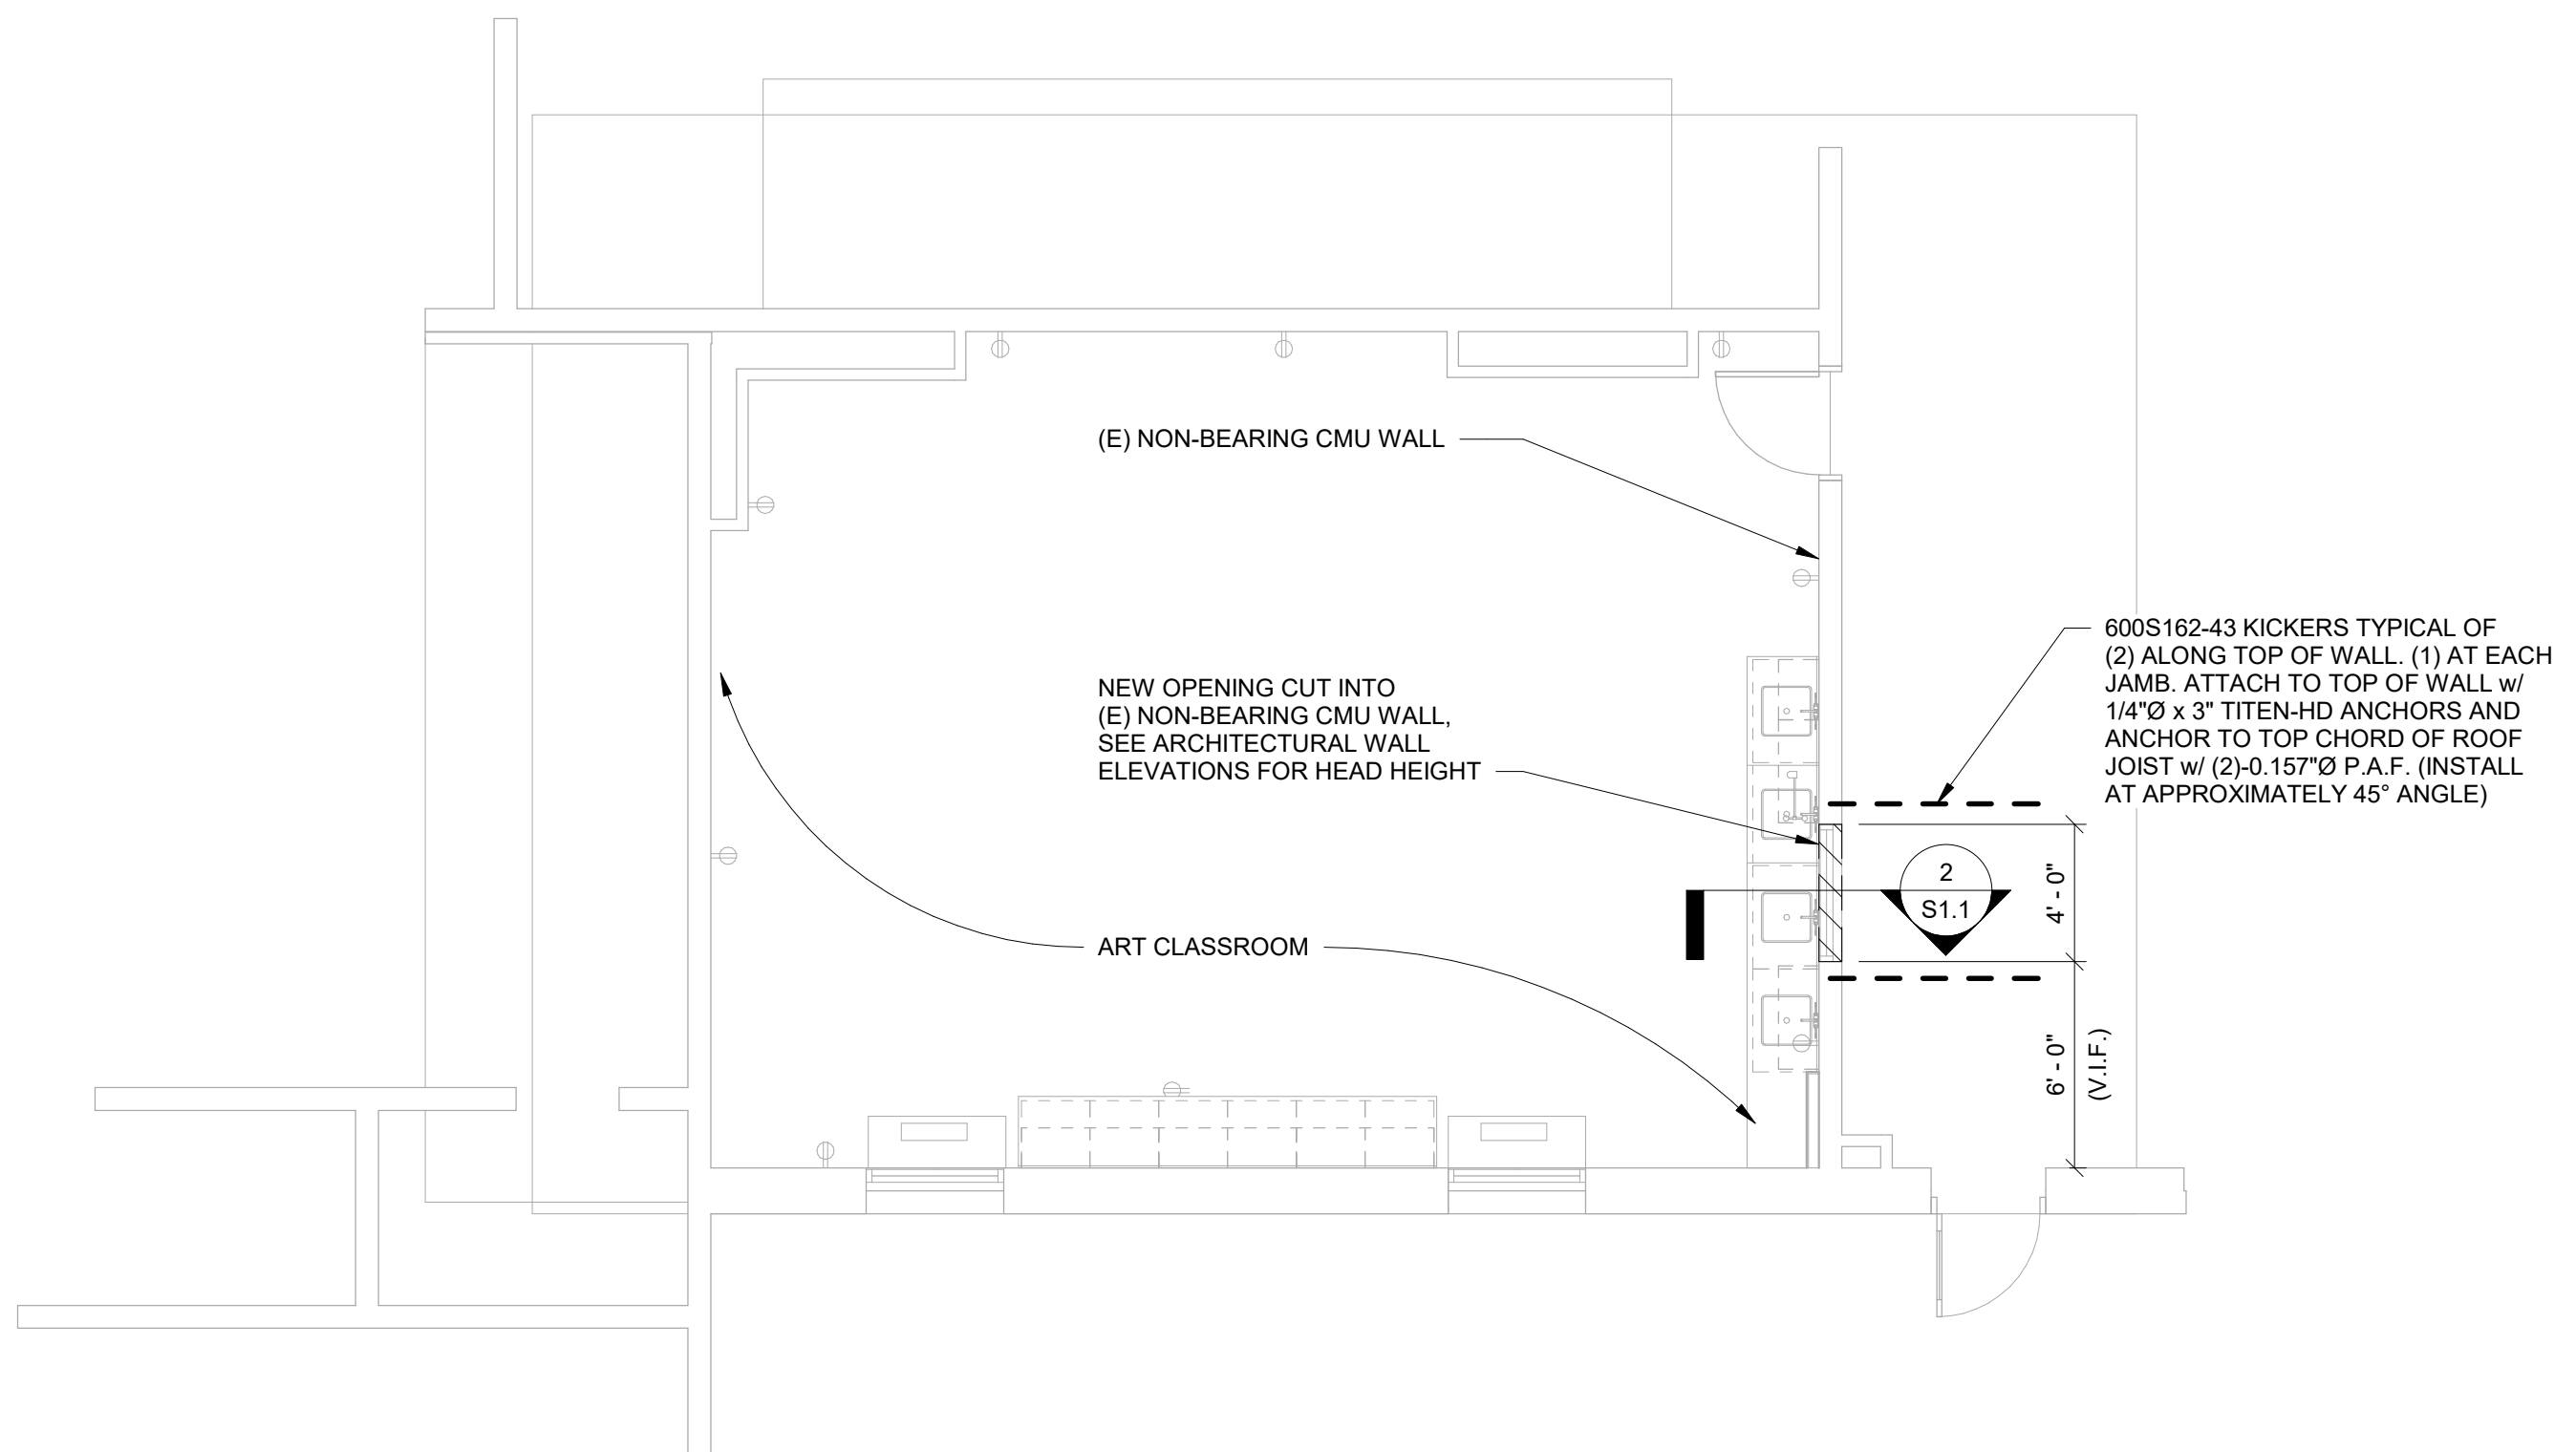 (E) NON-BEARING CMU WALL
600S162-43 KICKERS TYPICAL OF
(2) ALONG TOP OF WALL. (1) AT EACH
JAMB. ATTACH TO TOP OF WALL w/
1/4"Ø x 3" TITEN-HD ANCHORS AND
ANCHOR TO TOP CHORD OF ROOF
JOIST w/ (2)-0.157"Ø P.A.F. (INSTALL
AT APPROXIMATELY 45° ANGLE)
NEW OPENING CUT INTO
(E) NON-BEARING CMU WALL,
SEE ARCHITECTURAL WALL
ELEVATIONS FOR HEAD HEIGHT
2
S1.1
4' - 0"
ART CLASSROOM
6' - 0"
(V.I.F.)